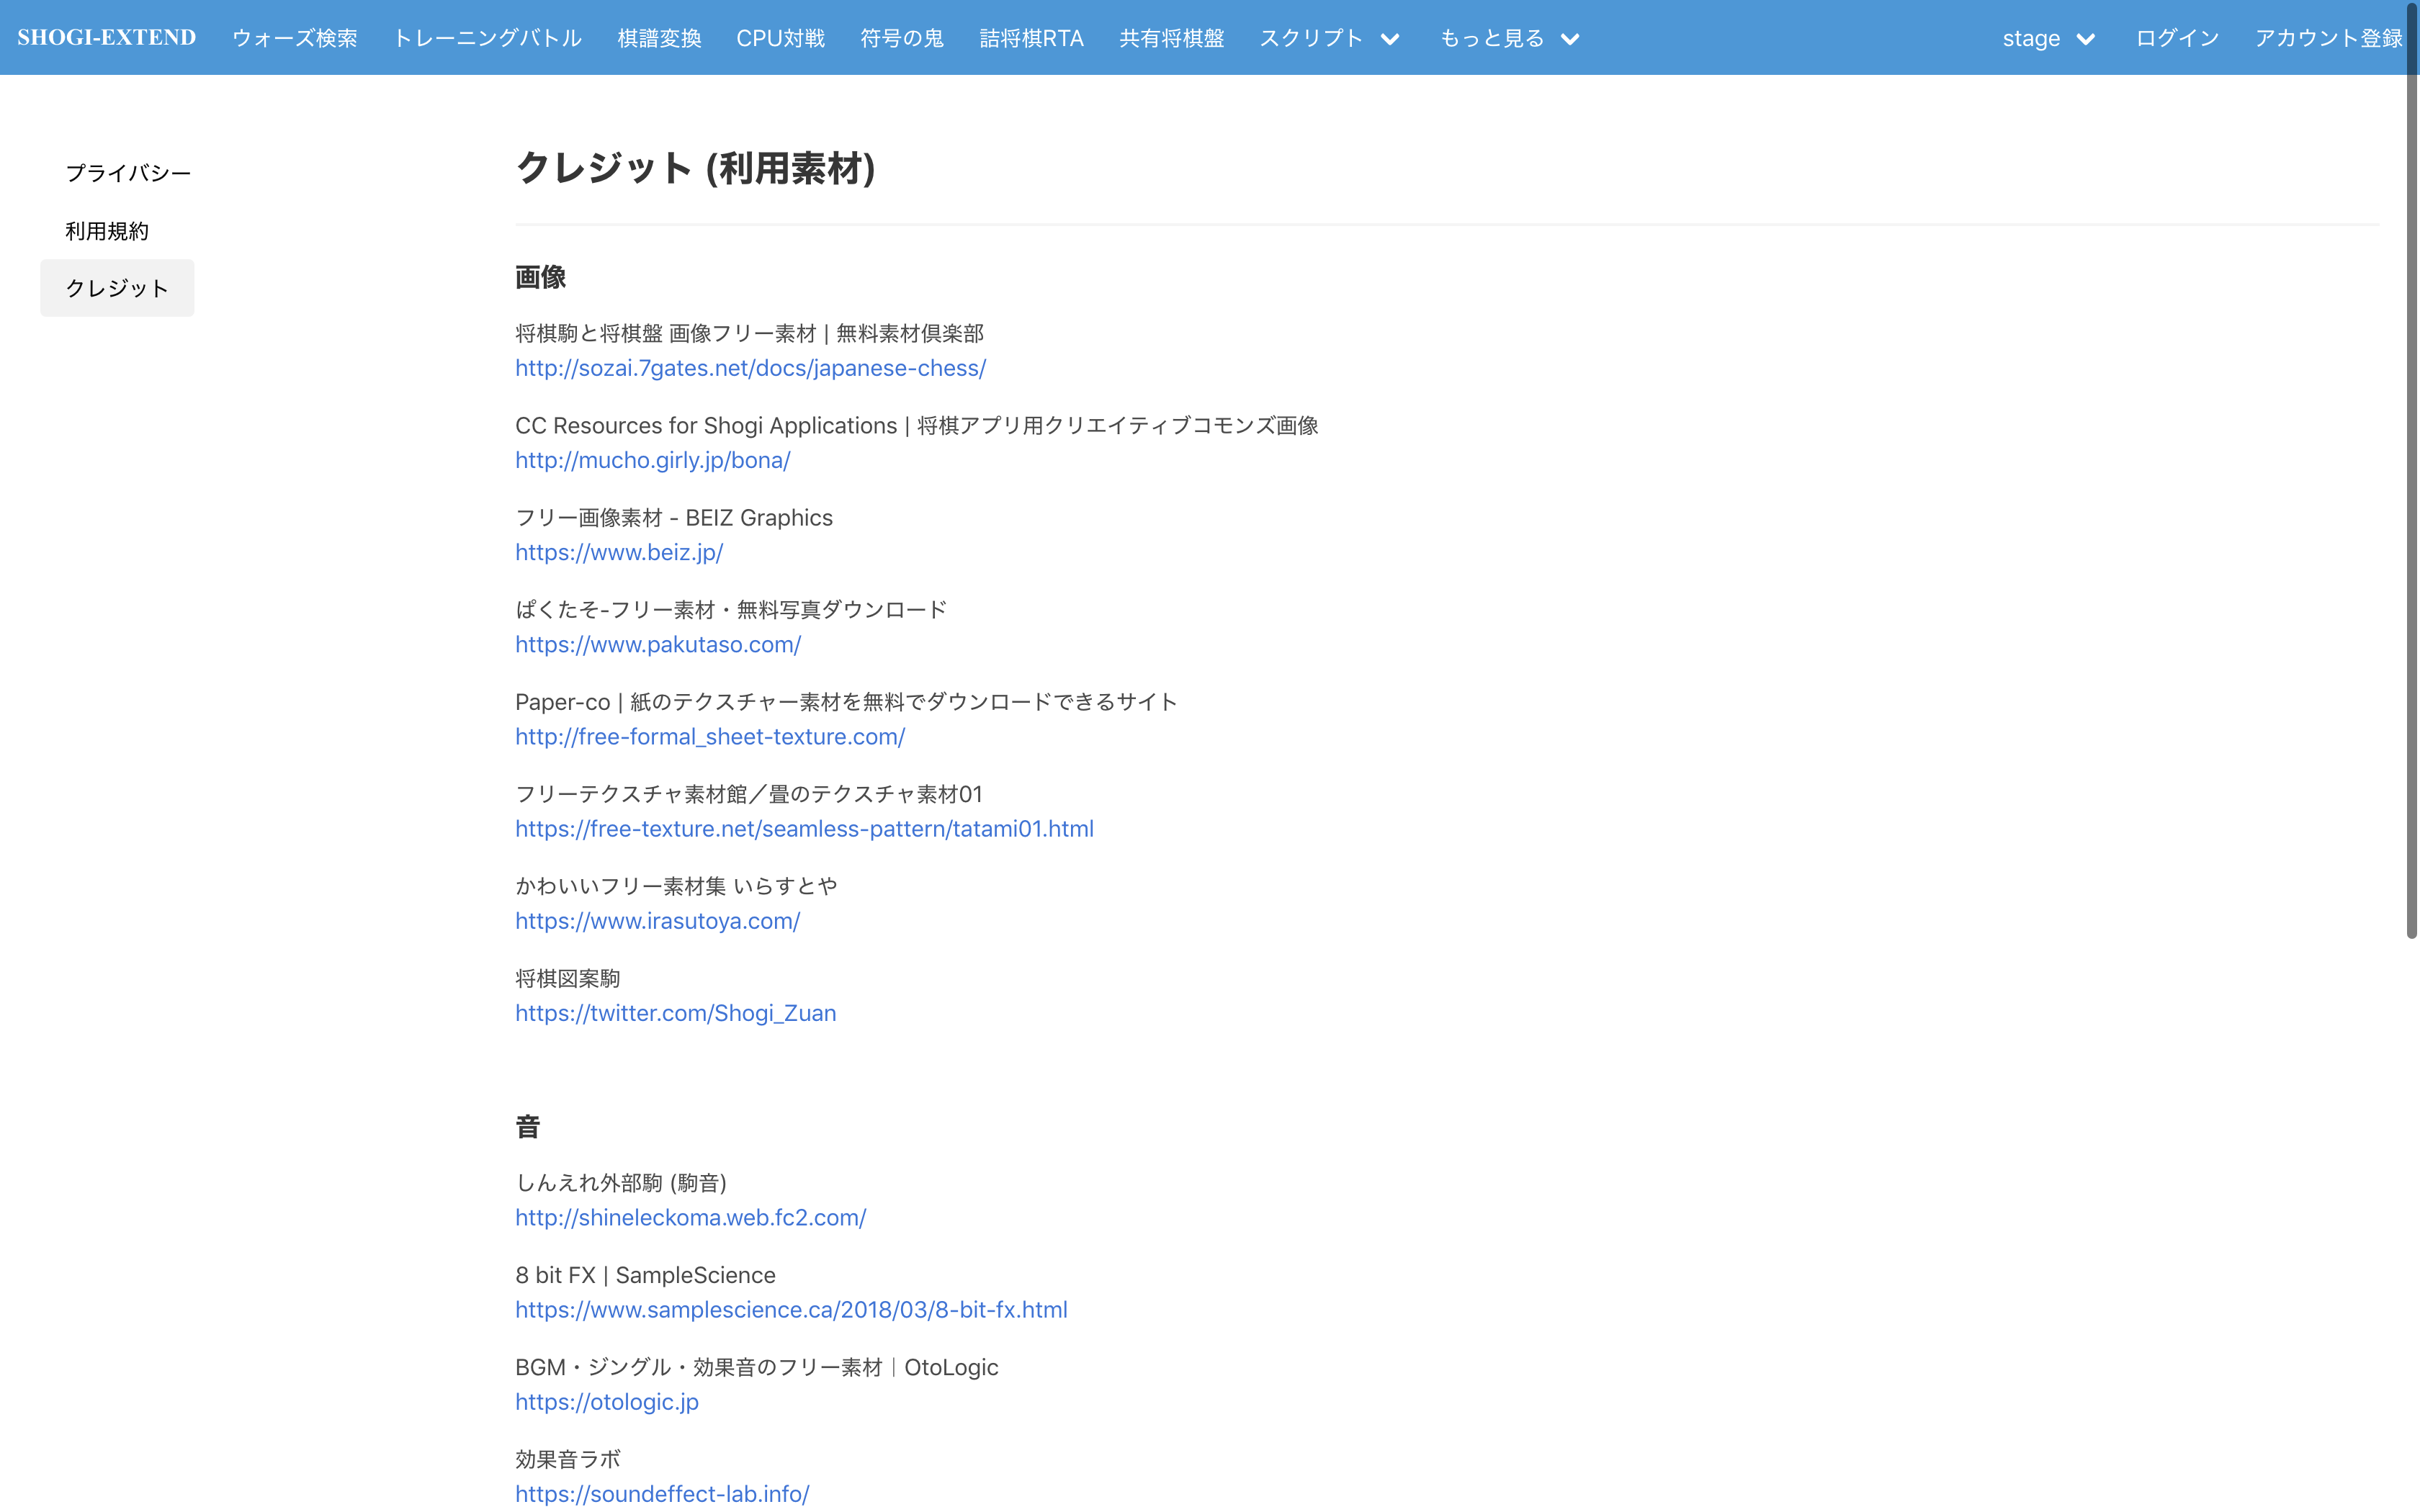 SHOGI-EXTEND ウォーズ検索 トレーニングバトル 棋譜変換 CPU対戦 符号の鬼 詰将棋RTA 共有将棋盤 スクリプト もっと見る stage ログイン アカウント登録
プライバシー
利用規約
クレジット
クレジット (利用素材)
画像
将棋駒と将棋盤 画像フリー素材 | 無料素材倶楽部
http://sozai.7gates.net/docs/japanese-chess/
CC Resources for Shogi Applications | 将棋アプリ用クリエイティブコモンズ画像
http://mucho.girly.jp/bona/
フリー画像素材 - BEIZ Graphics
https://www.beiz.jp/
ぱくたそ-フリー素材・無料写真ダウンロード
https://www.pakutaso.com/
Paper-co | 紙のテクスチャー素材を無料でダウンロードできるサイト
http://free-formal_sheet-texture.com/
フリーテクスチャ素材館／畳のテクスチャ素材01
https://free-texture.net/seamless-pattern/tatami01.html
かわいいフリー素材集 いらすとや
https://www.irasutoya.com/
将棋図案駒
https://twitter.com/Shogi_Zuan
音
しんえれ外部駒 (駒音)
http://shineleckoma.web.fc2.com/
8 bit FX | SampleScience
https://www.samplescience.ca/2018/03/8-bit-fx.html
BGM・ジングル・効果音のフリー素材｜OtoLogic
https://otologic.jp
効果音ラボ
https://soundeffect-lab.info/